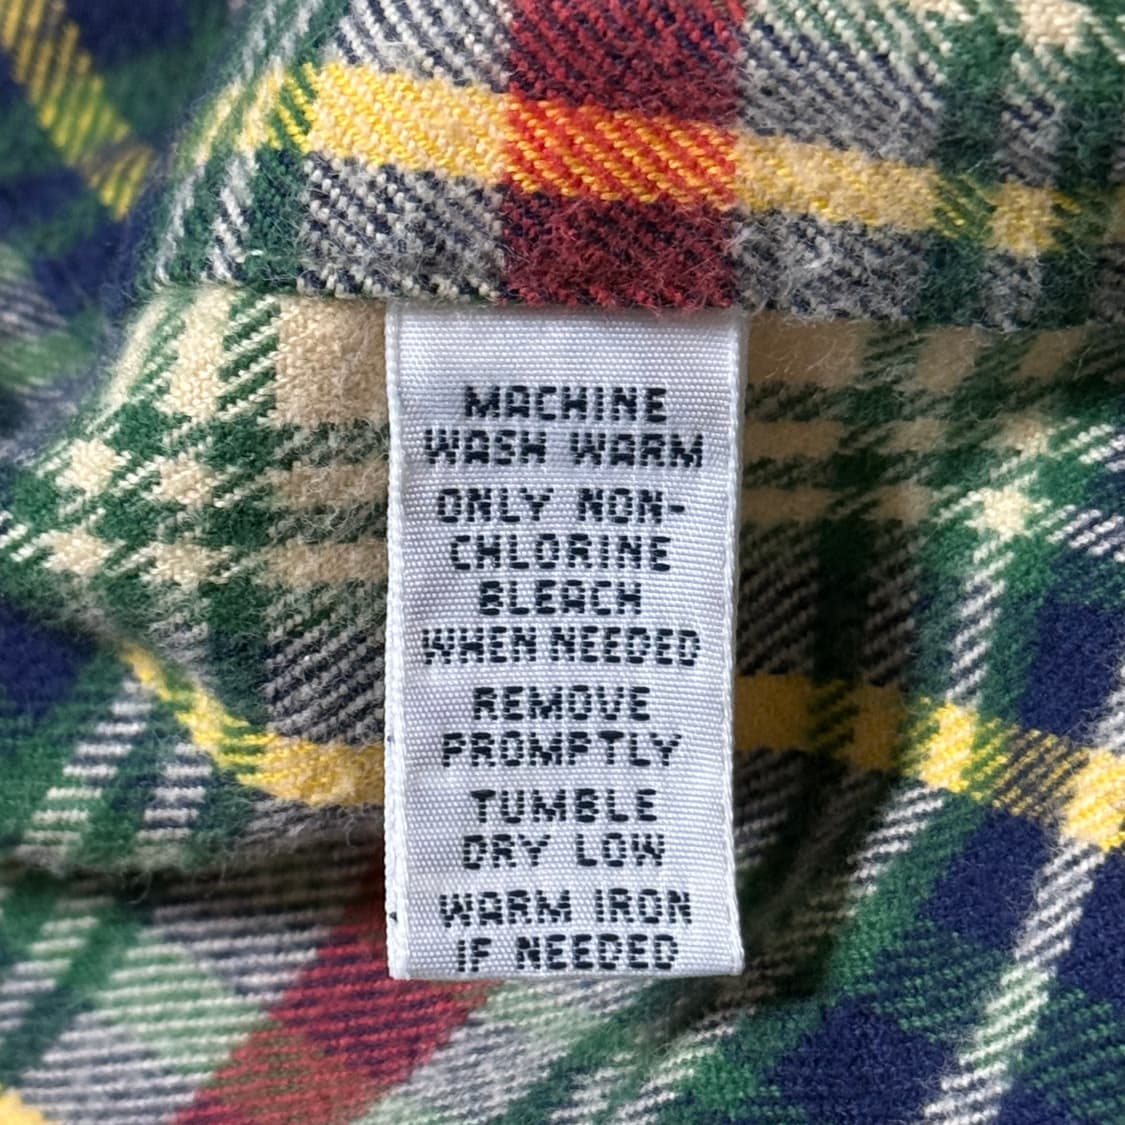 MACHINE
WASH WARM
ONLY NON-
CHLORINE
BLEACH
WHEN NEEDED
REMOVE
PROMPTLY
TUMBLE
DRY LOW
WARM IRON
IF NEEDED